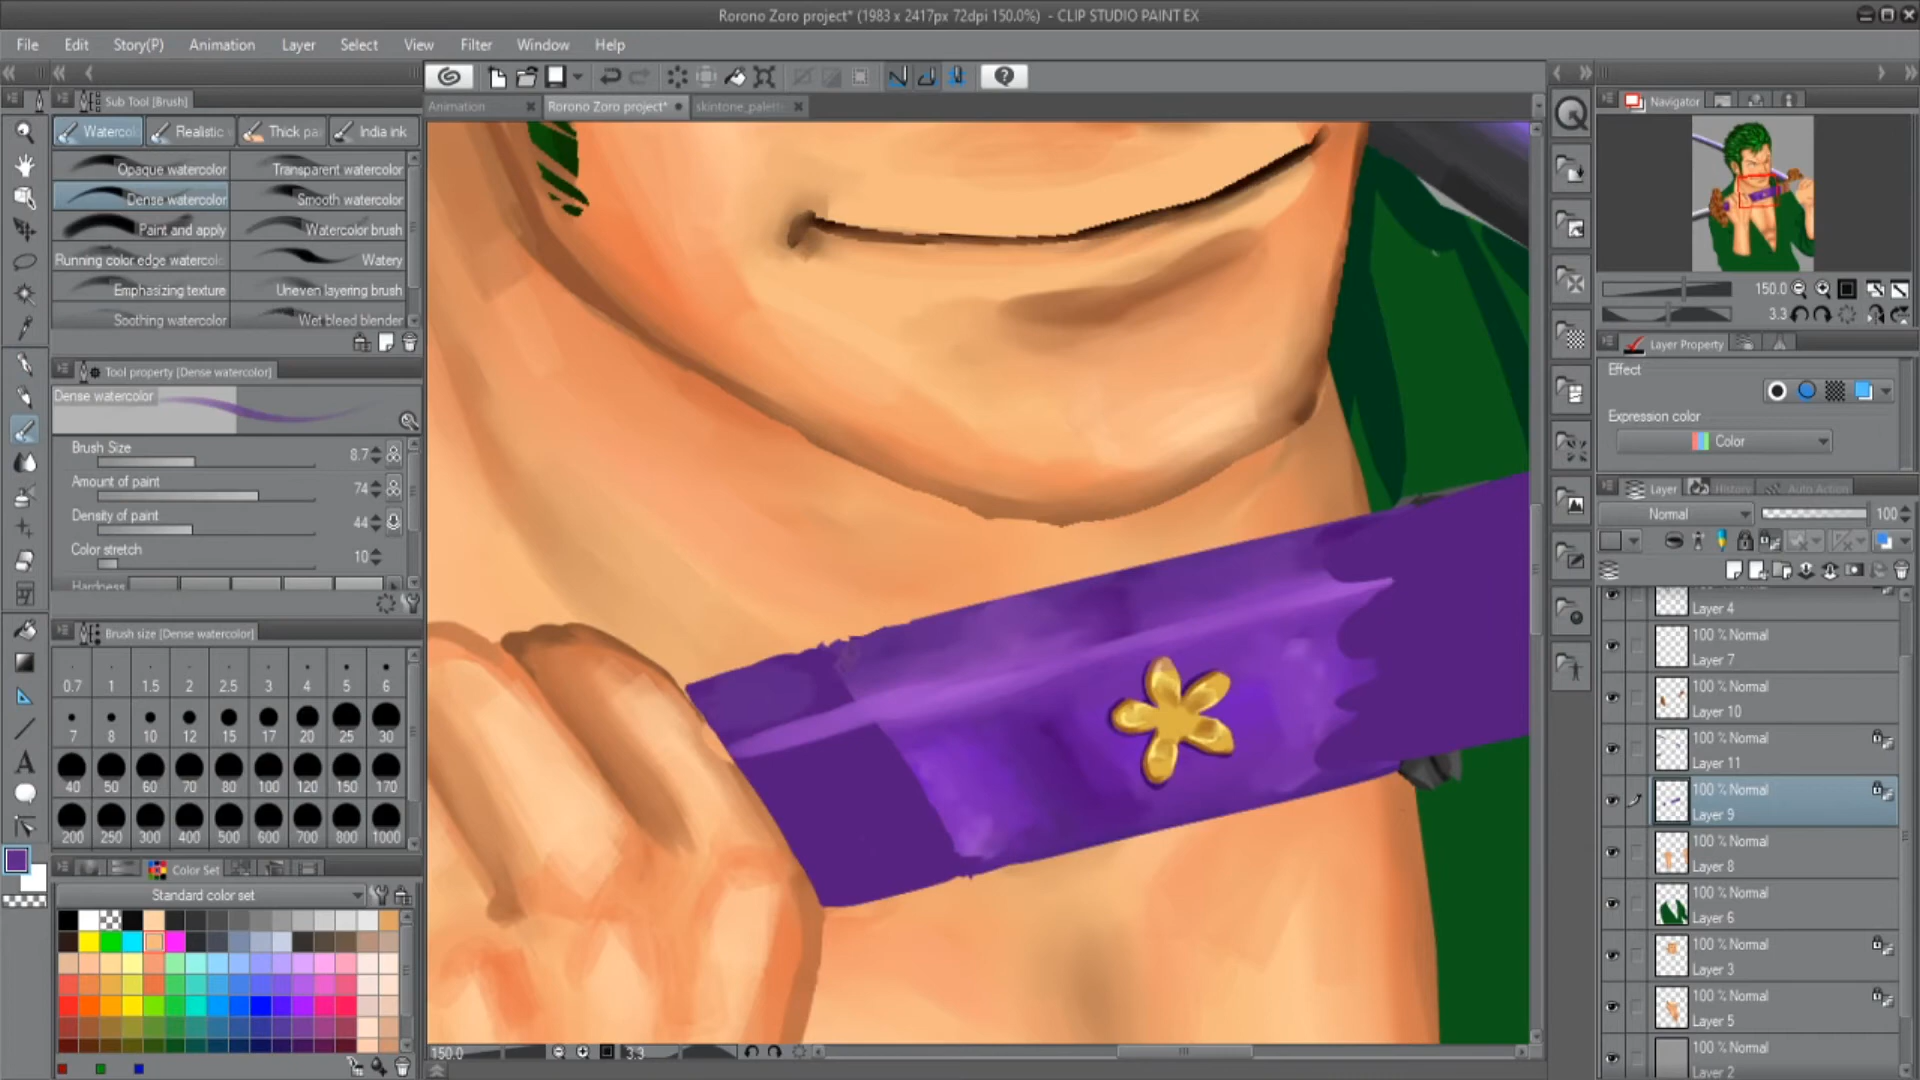 Rorono Zoro project* (1983 x 2417px 72dpi 150.0%) - CLIP STUDIO PAINT EX
File Edit Story(P) Animation Layer Select View Filter Window Help
Animation Rorono Zoro project* skintone_palett
Sub Tool [Brush]
Waterco Realistic Thick pa India ink
Opaque watercolor Transparent watercolor
Dense watercolor Smooth watercolor
Paint and apply Watercolor brush
Running color edge waterco Watery
Emphasizing texture Uneven layering brush
Soothing watercolor Wet bleed blender
Tool property [Dense watercolor]
Dense watercolor
Brush Size 8.7
Amount of paint 74
Density of paint 44
Color stretch 10
Hardness
Brush size [Dense watercolor]
0.7 1 1.5 2 2.5 3 4 5 6
7 8 10 12 15 17 20 25 30
40 50 60 70 80 100 120 150 170
200 250 300 400 500 600 700 800 1000
Color Set
Standard color set
150.0 3.3
Navigator
150.0
3.3
Layer Property
Effect
Expression color
Color
Layer History Auto Action
Normal 100
Layer 4
100 % Normal
Layer 7
100 % Normal
Layer 10
100 % Normal
Layer 11
100 % Normal
Layer 9
100 % Normal
Layer 8
100 % Normal
Layer 6
100 % Normal
Layer 3
100 % Normal
Layer 5
100 % Normal
Layer 2